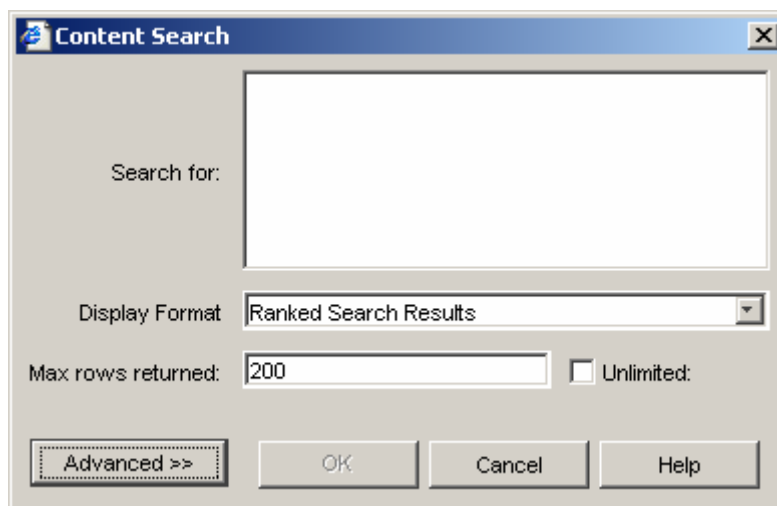 Content Search
Search for:
Display Format Ranked Search Results
Max rows returned: 200 Unlimited:
Advanced >> OK Cancel Help